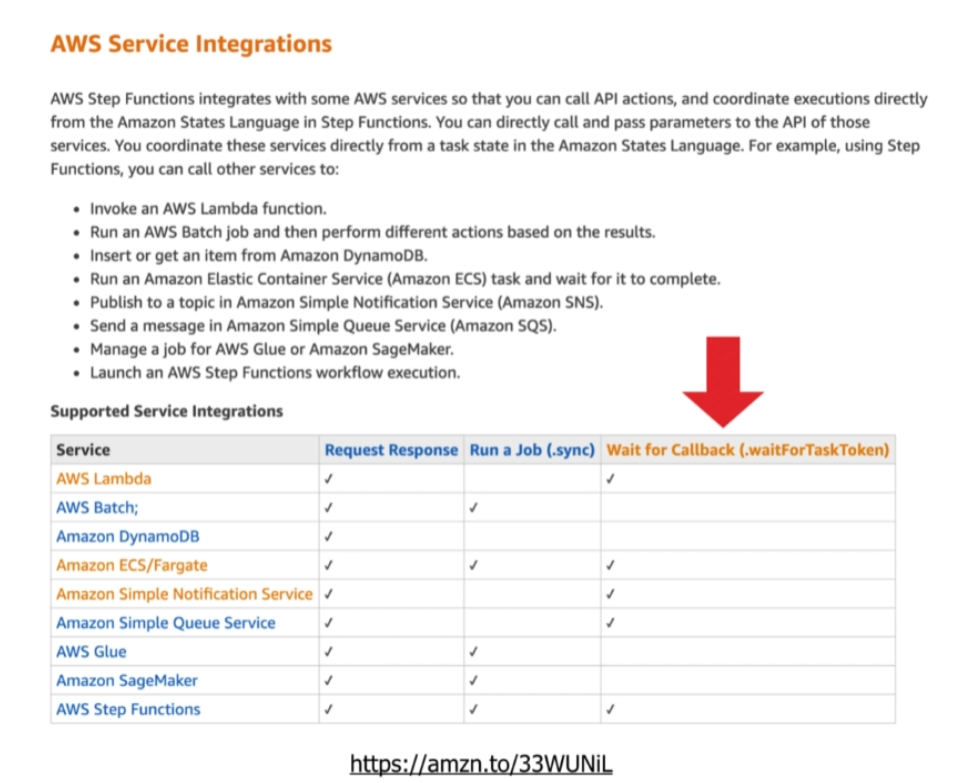 AWS Service Integrations
AWS Step Functions integrates with some AWS services so that you can call API actions, and coordinate executions directly
from the Amazon States Language in Step Functions. You can directly call and pass parameters to the API of those
services. You coordinate these services directly from a task state in the Amazon States Language. For example, using Step
Functions, you can call other services to:
• Invoke an AWS Lambda function.
• Run an AWS Batch job and then perform different actions based on the results.
• Insert or get an item from Amazon DynamoDB.
• Run an Amazon Elastic Container Service (Amazon ECS) task and wait for it to complete.
• Publish to a topic in Amazon Simple Notification Service (Amazon SNS).
• Send a message in Amazon Simple Queue Service (Amazon SQS).
• Manage a job for AWS Glue or Amazon SageMaker.
• Launch an AWS Step Functions workflow execution.
Supported Service Integrations
Service Request Response Run a Job (.sync) Wait for Callback (.waitForTaskToken)
AWS Lambda ✓ ✓
AWS Batch; ✓ ✓
Amazon DynamoDB ✓
Amazon ECS/Fargate ✓ ✓ ✓
Amazon Simple Notification Service ✓ ✓
Amazon Simple Queue Service ✓ ✓
AWS Glue ✓ ✓
Amazon SageMaker ✓ ✓
AWS Step Functions ✓ ✓ ✓
https://amzn.to/33WUNiL